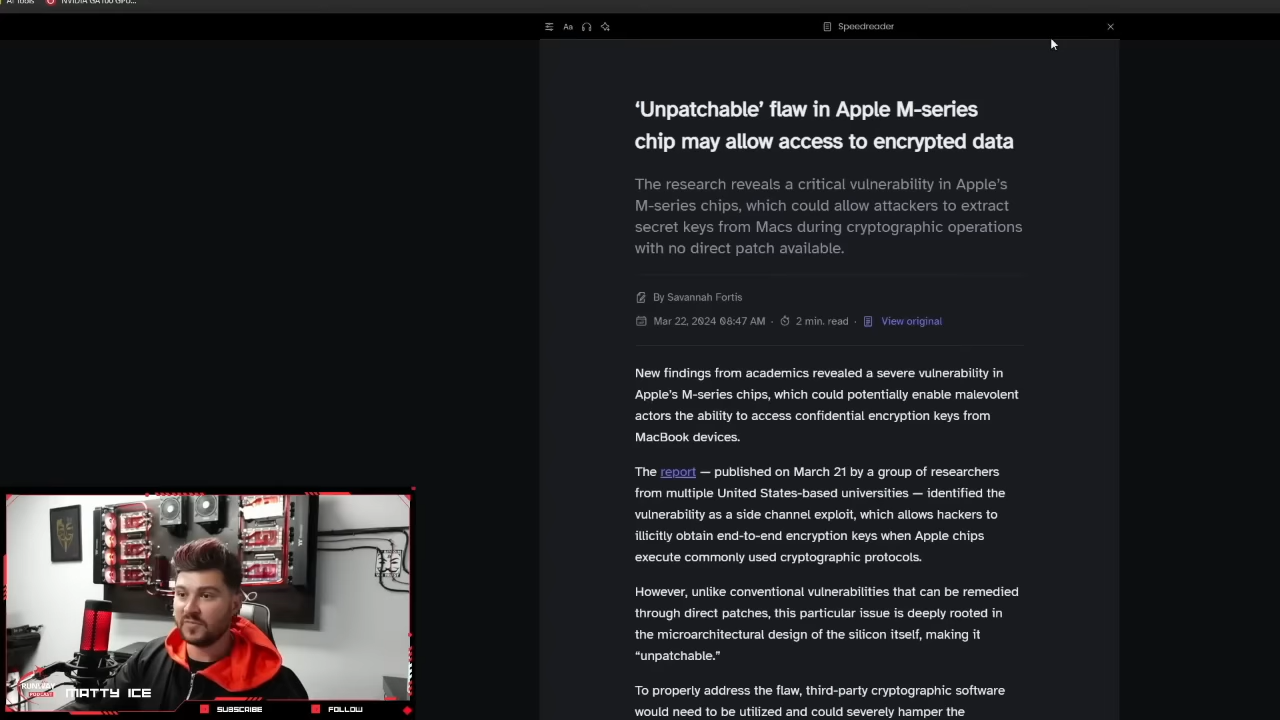 AI Tools NVIDIA GA100 GPU...
Aa
Speedreader
‘Unpatchable’ flaw in Apple M-series
chip may allow access to encrypted data
The research reveals a critical vulnerability in Apple’s
M-series chips, which could allow attackers to extract
secret keys from Macs during cryptographic operations
with no direct patch available.
By Savannah Fortis
Mar 22, 2024 08:47 AM · 2 min. read · View original
New findings from academics revealed a severe vulnerability in
Apple’s M-series chips, which could potentially enable malevolent
actors the ability to access confidential encryption keys from
MacBook devices.
The report — published on March 21 by a group of researchers
from multiple United States-based universities — identified the
vulnerability as a side channel exploit, which allows hackers to
illicitly obtain end-to-end encryption keys when Apple chips
execute commonly used cryptographic protocols.
However, unlike conventional vulnerabilities that can be remedied
through direct patches, this particular issue is deeply rooted in
the microarchitectural design of the silicon itself, making it
“unpatchable.”
To properly address the flaw, third-party cryptographic software
would need to be utilized and could severely hamper the
MATTY ICE
SUBSCRIBE
FOLLOW